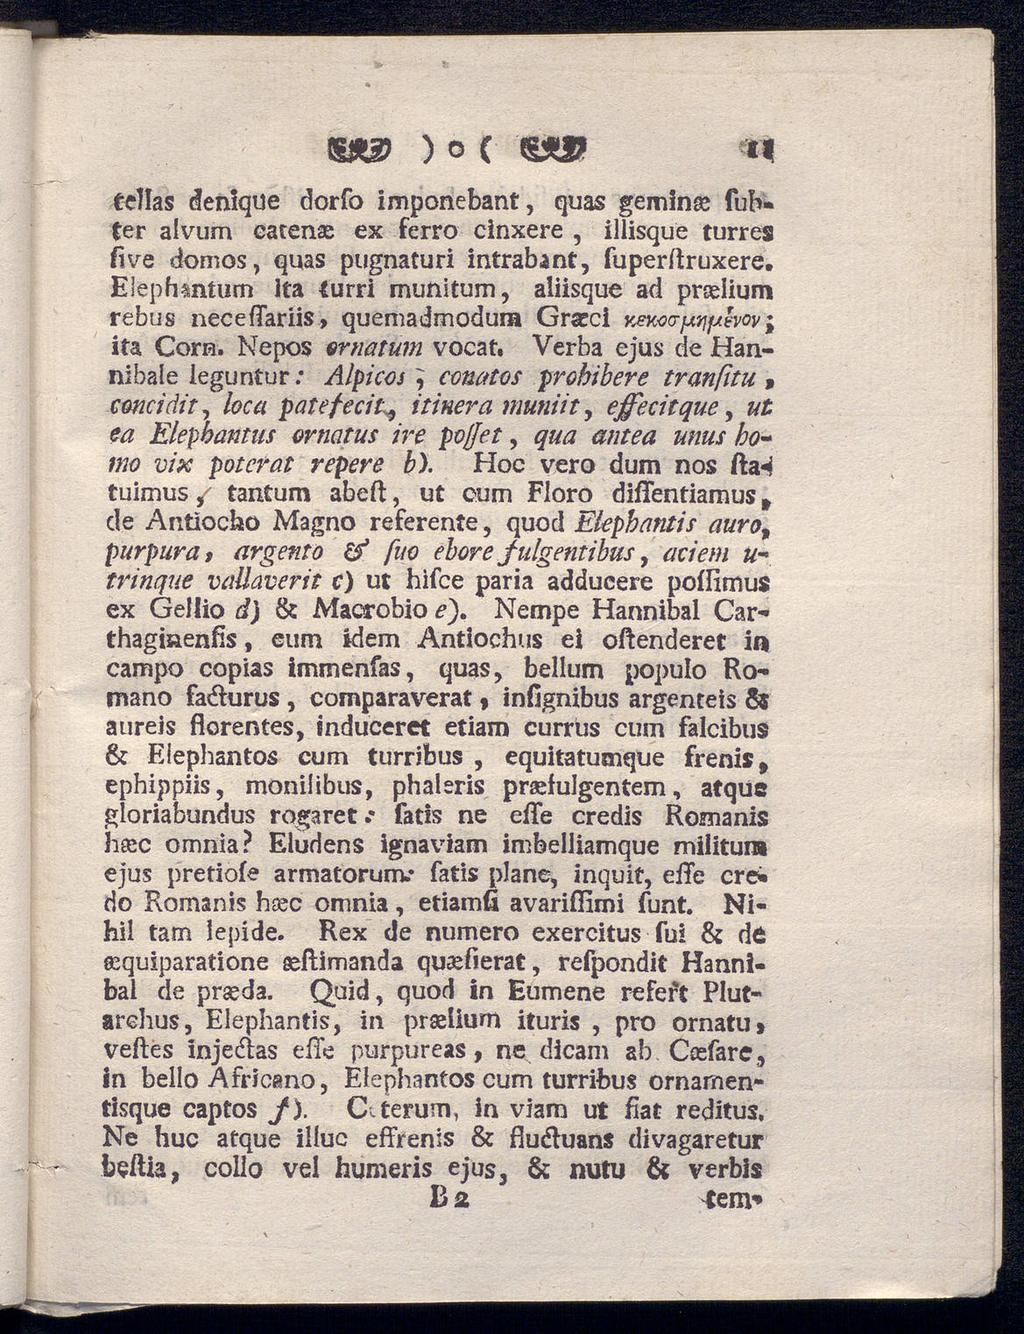 ) o ( 11
tellas denique dorſo imponebant, quas geminæ ſub-
ter alvum catenæ ex ferro cinxere, illisque turres
ſive domos, quas pugnaturi intrabant, ſuperſtruxere.
Elephantum ita turri munitum, aliisque ad prælium
rebus neceſſariis, quemadmodum Græci κεκοσμημένον;
ita Corn. Nepos ornatum vocat. Verba ejus de Han-
nibale leguntur: Alpicos, conatos prohibere tranſitu,
concidit, loca patefecit, itinera muniit, effecitque, ut
ea Elephantus ornatus ire poſſet, qua antea unus ho-
mo vix poterat repere b). Hoc vero dum nos ſta-
tuimus, tantum abeſt, ut cum Floro diſſentiamus,
de Antiocho Magno referente, quod Elephantis auro,
purpura, argento & ſuo ebore fulgentibus, aciem u-
trinque vallaverit c) ut hiſce paria adducere poſſimus
ex Gellio d) & Macrobio e). Nempe Hannibal Car-
thaginenſis, cum idem Antiochus ei oſtenderet in
campo copias immenſas, quas, bellum populo Ro-
mano facturus, comparaverat, inſignibus argenteis &
aureis florentes, induceret etiam currus cum falcibus
& Elephantos cum turribus, equitatumque frenis,
ephippiis, monilibus, phaleris præfulgentem, atque
gloriabundus rogaret: ſatis ne eſſe credis Romanis
hæc omnia? Eludens ignaviam imbelliamque militum
ejus pretioſe armatorum: ſatis plane, inquit, eſſe cre-
do Romanis hæc omnia, etiamſi avariſſimi ſunt. Ni-
hil tam lepide. Rex de numero exercitus ſui & de
æquiparatione æſtimanda quæſierat, reſpondit Hanni-
bal de præda. Quid, quod in Eumene refert Plut-
archus, Elephantis, in prælium ituris, pro ornatu,
veſtes injectas eſſe purpureas, ne dicam ab Cæſare,
in bello Africano, Elephantos cum turribus ornamen-
tisque captos f). Ceterum, in viam ut fiat reditus.
Ne huc atque illuc effrenis & fluctuans divagaretur
beſtia, collo vel humeris ejus, & nutu & verbis
B 2 tem-